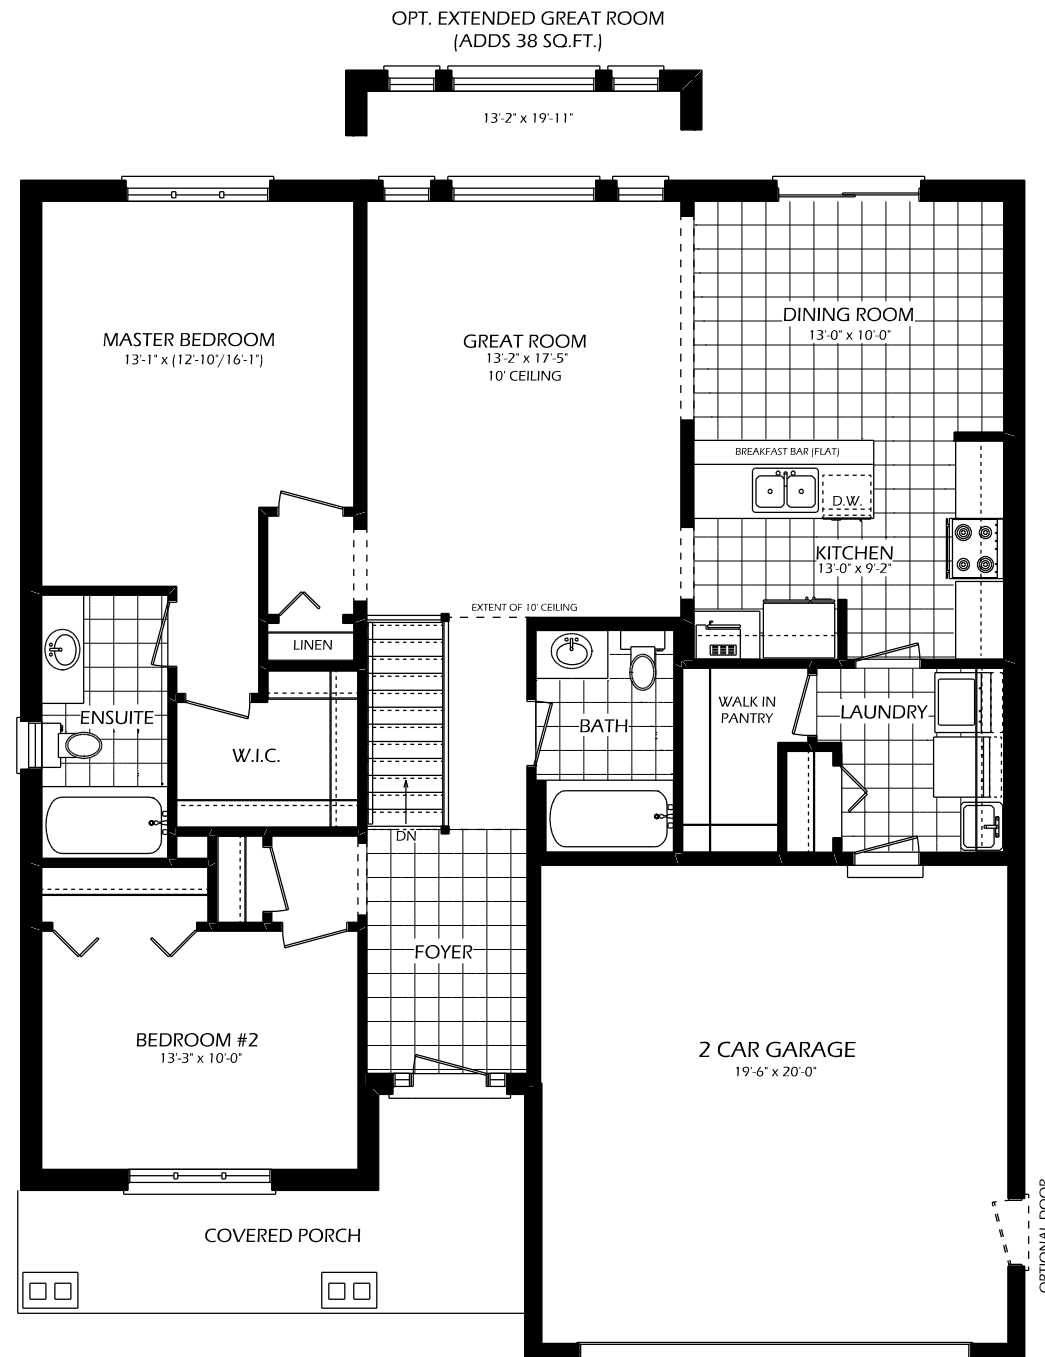 OPT. EXTENDED GREAT ROOM
(ADDS 38 SQ.FT.)
13'-2" x 19'-11"
MASTER BEDROOM
13'-1" x (12'-10"/16'-1")
GREAT ROOM
13'-2" x 17'-5"
10' CEILING
DINING ROOM
13'-0" x 10'-0"
BREAKFAST BAR (FLAT)
D.W.
KITCHEN
13'-0" x 9'-2"
EXTENT OF 10' CEILING
LINEN
ENSUITE
W.I.C.
BATH
WALK IN
PANTRY
LAUNDRY
DN
FOYER
BEDROOM #2
13'-3" x 10'-0"
2 CAR GARAGE
19'-6" x 20'-0"
COVERED PORCH
OPTIONAL DOOR